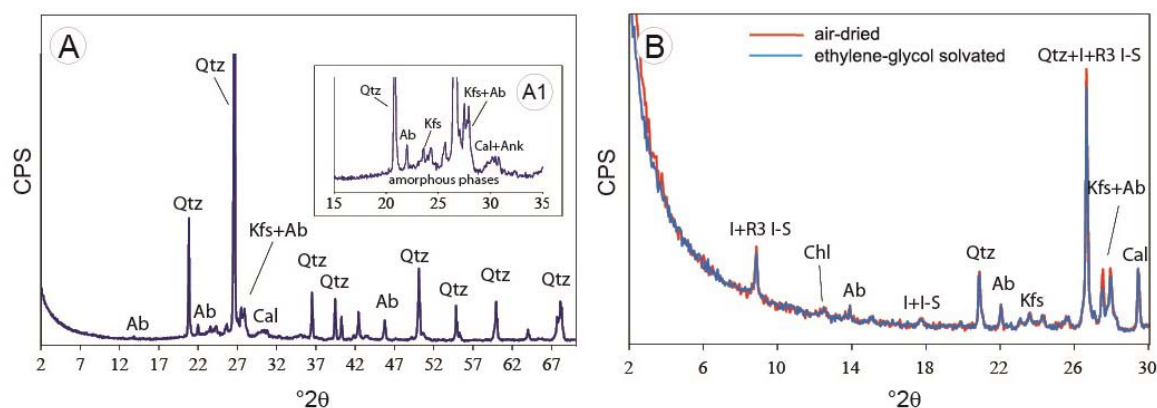 A
CPS
Qtz
Qtz
Ab
Ab
Kfs+Ab
Cal
Qtz
Qtz
Ab
Qtz
Qtz
Qtz
Qtz
2 7 12 17 22 27 32 37 42 47 52 57 62 67
°2θ
A1
Qtz
Ab
Kfs
Kfs+Ab
Cal+Ank
amorphous phases
15 20 25 30 35
B
air-dried
ethylene-glycol solvated
CPS
Qtz+I+R3 I-S
Kfs+Ab
I+R3 I-S
Chl
Ab
I+I-S
Qtz
Ab
Kfs
Cal
2 6 10 14 18 22 26 30
°2θ